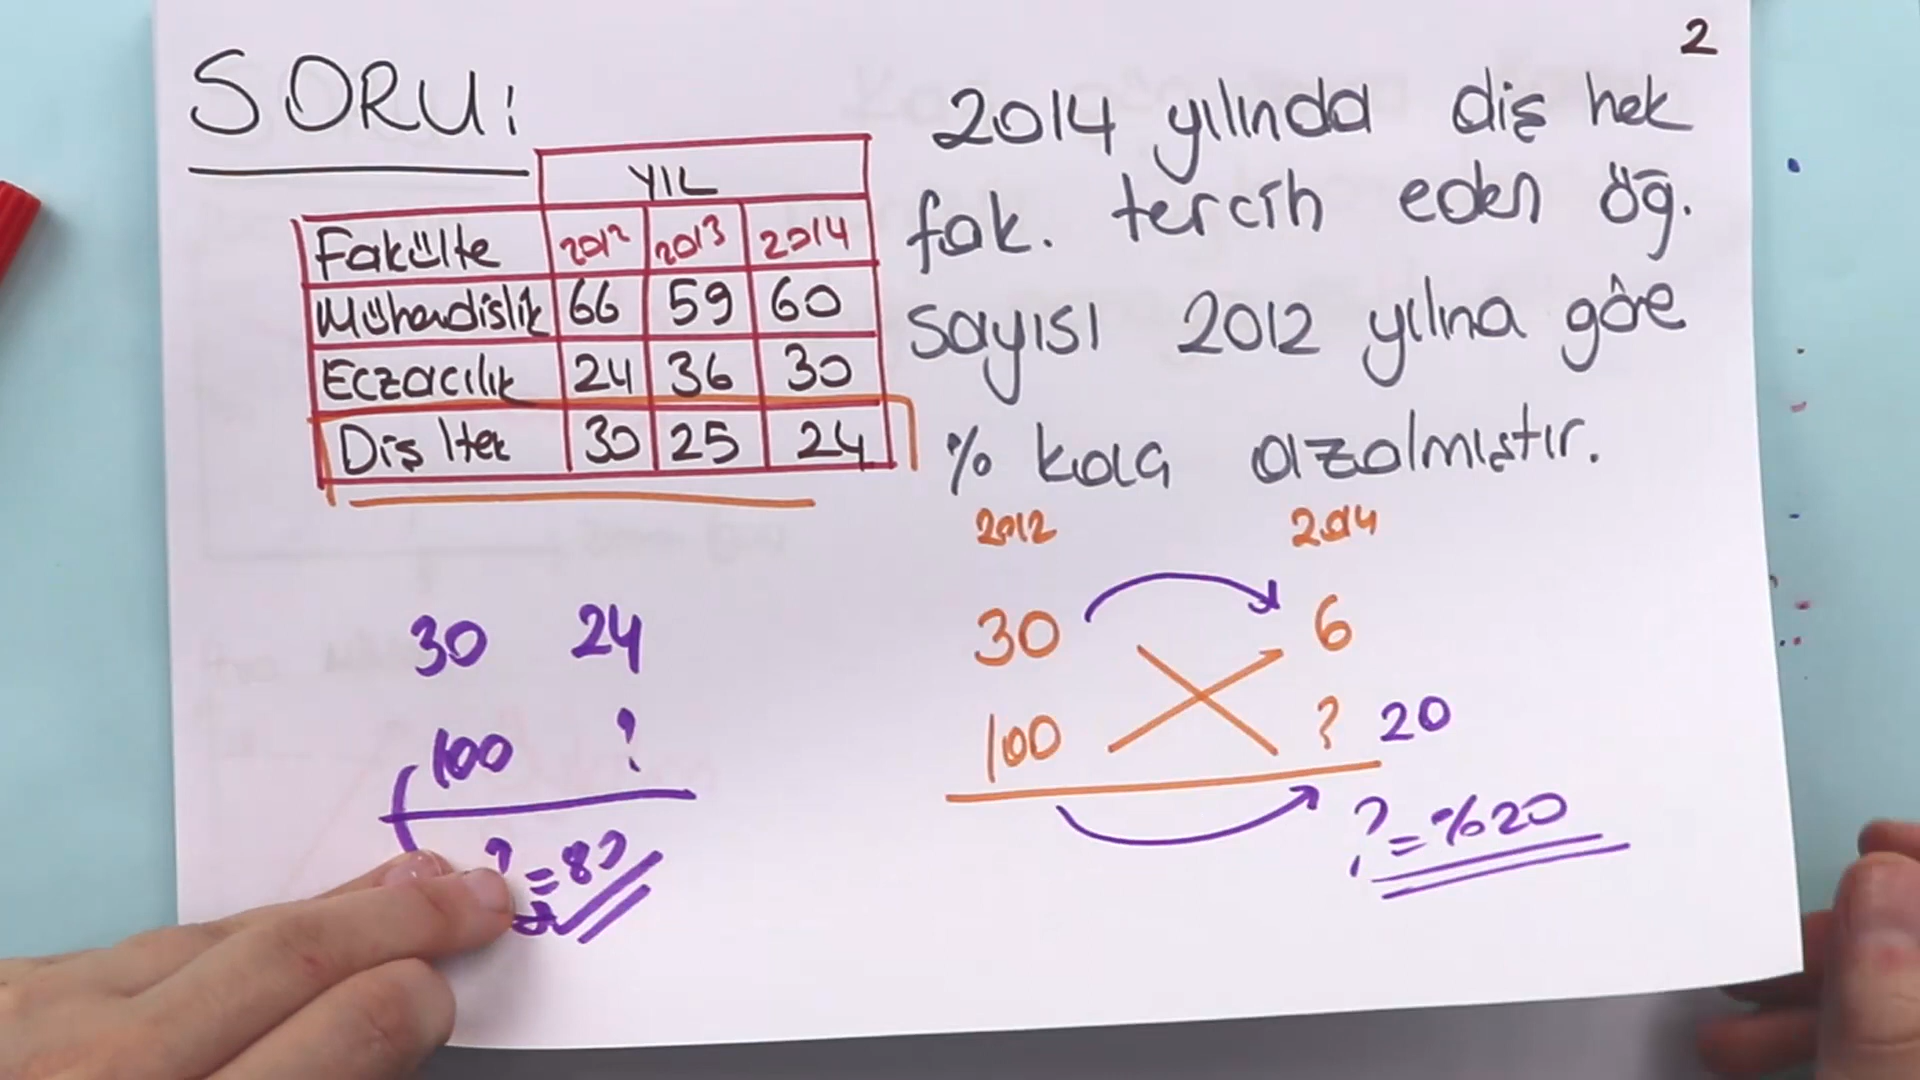 2
SORU:
YIL
Fakülte 2012 2013 2014
Mühendislik 66 59 60
Eczacılık 24 36 30
Diş Hek 30 25 24
2014 yılında diş hek
fak. tercih eden öğ.
sayısı 2012 yılına göre
% kaç azalmıştır.
2012 2014
30 6
100 ? 20
?=%20
30 24
100 ?
?=80